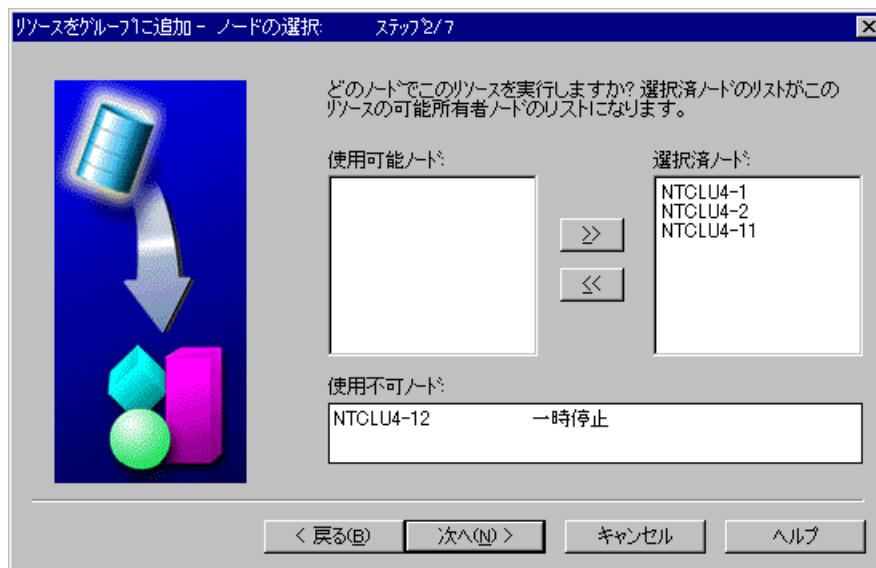 リソースをグループに追加 - ノードの選択: ステップ2/7
どのノードでこのリソースを実行しますか? 選択済ノードのリストがこの
リソースの可能所有者ノードのリストになります。
使用可能ノード:
選択済ノード:
NTCLU4-1
NTCLU4-2
NTCLU4-11
>>
<<
使用不可ノード:
NTCLU4-12 一時停止
< 戻る(B)
次へ(N) >
キャンセル
ヘルプ